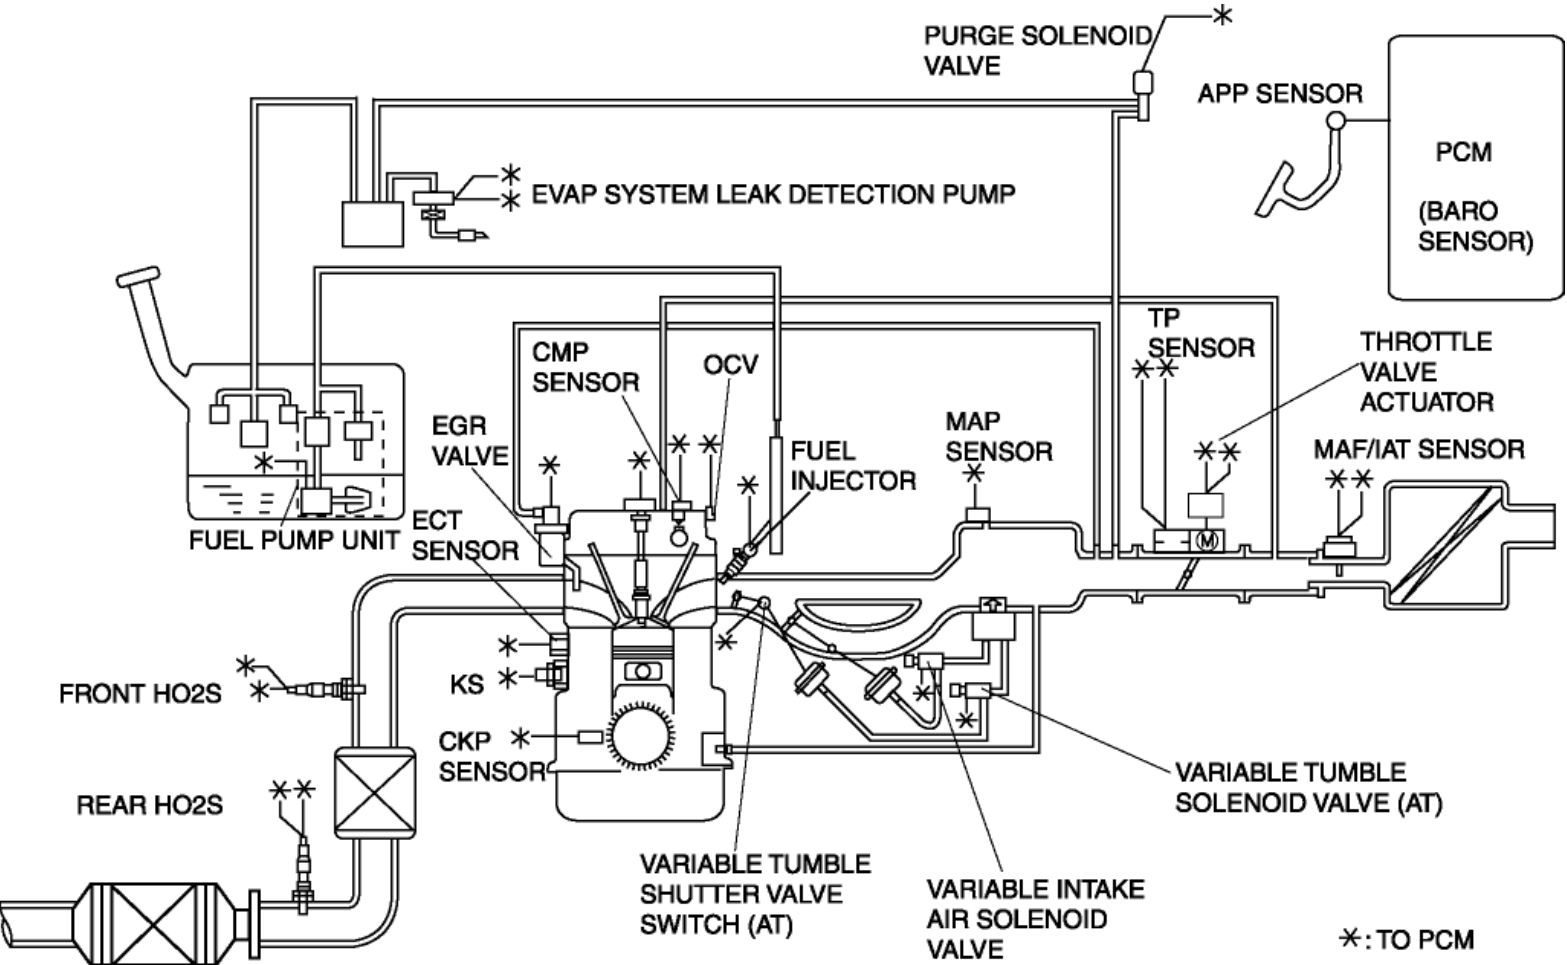 PURGE SOLENOID
VALVE
APP SENSOR
PCM
(BARO
SENSOR)
EVAP SYSTEM LEAK DETECTION PUMP
TP
SENSOR
THROTTLE
VALVE
ACTUATOR
CMP
SENSOR
OCV
EGR
VALVE
MAP
SENSOR
FUEL
INJECTOR
MAF/IAT SENSOR
M
ECT
SENSOR
FUEL PUMP UNIT
KS
FRONT HO2S
CKP
SENSOR
REAR HO2S
VARIABLE TUMBLE
SOLENOID VALVE (AT)
VARIABLE TUMBLE
SHUTTER VALVE
SWITCH (AT)
VARIABLE INTAKE
AIR SOLENOID
VALVE
*: TO PCM